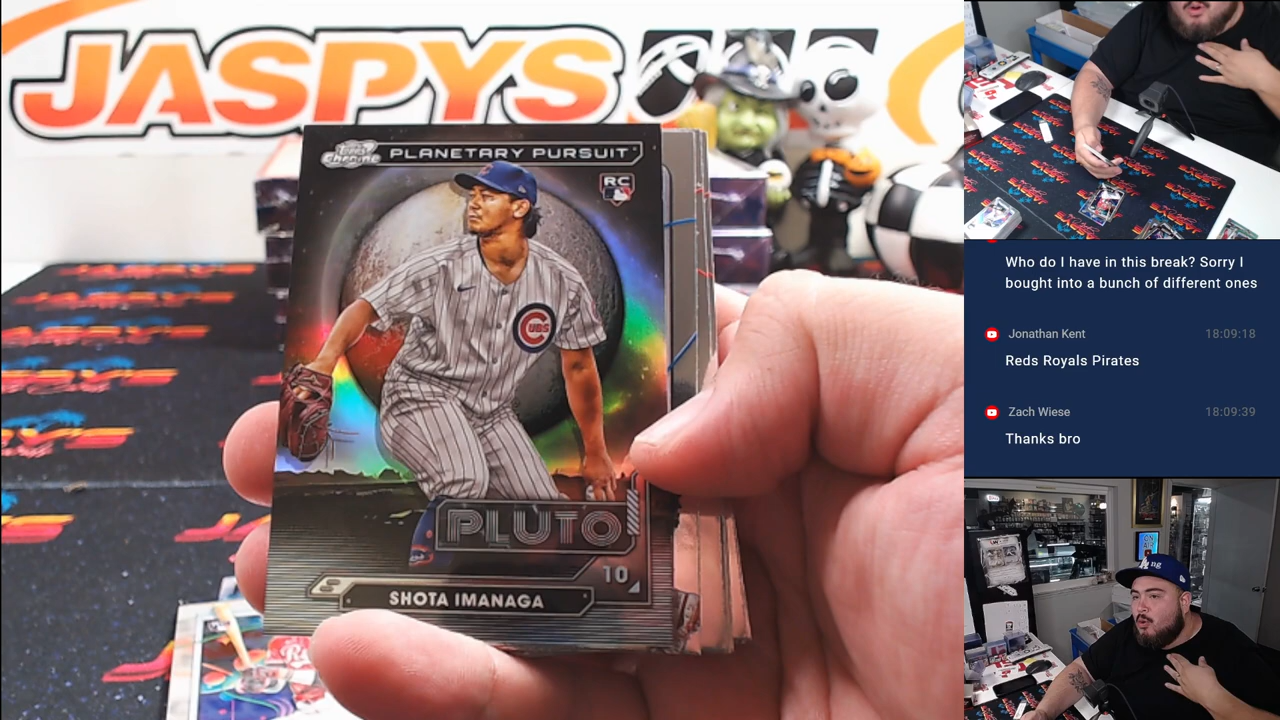 JASPYS
Topps Chrome PLANETARY PURSUIT
RC
CUBS
PLUTO
10
SHOTA IMANAGA
Who do I have in this break? Sorry I
bought into a bunch of different ones
Jonathan Kent 18:09:18
Reds Royals Pirates
Zach Wiese 18:09:39
Thanks bro